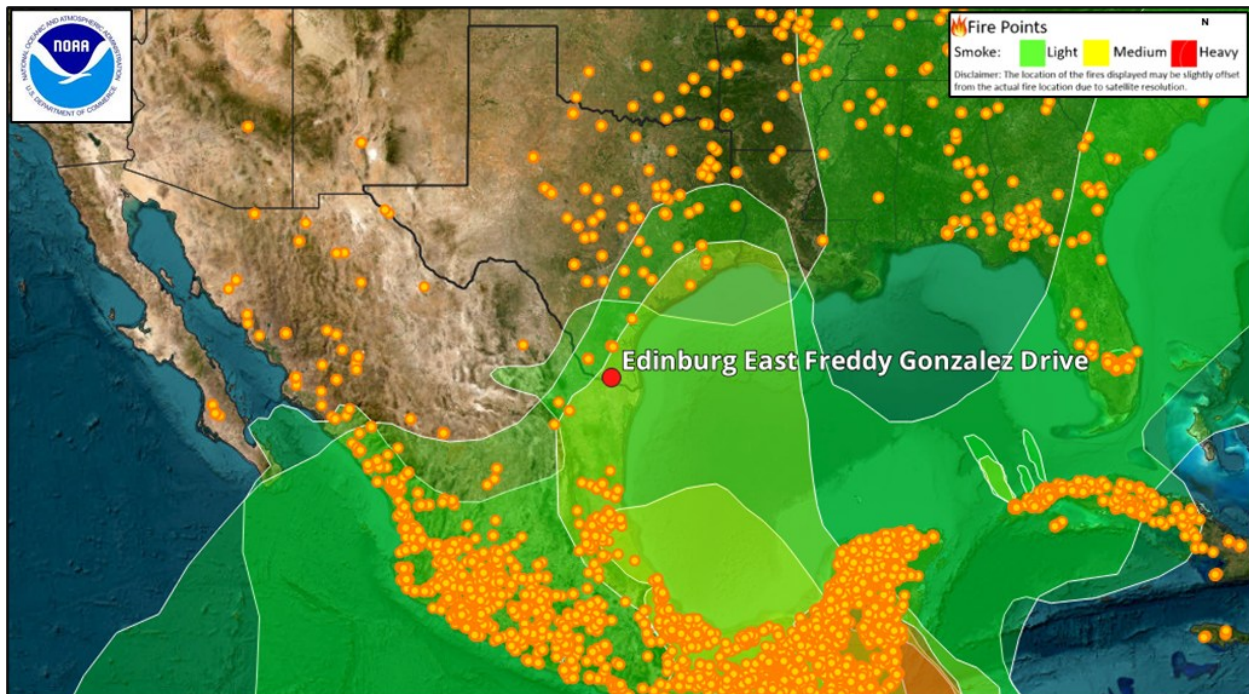 NATIONAL OCEANIC AND ATMOSPHERIC ADMINISTRATION
NOAA
U.S. DEPARTMENT OF COMMERCE
Fire Points
N
Smoke: Light Medium Heavy
Disclaimer: The location of the fires displayed may be slightly offset
from the actual fire location due to satellite resolution.
Edinburg East Freddy Gonzalez Drive